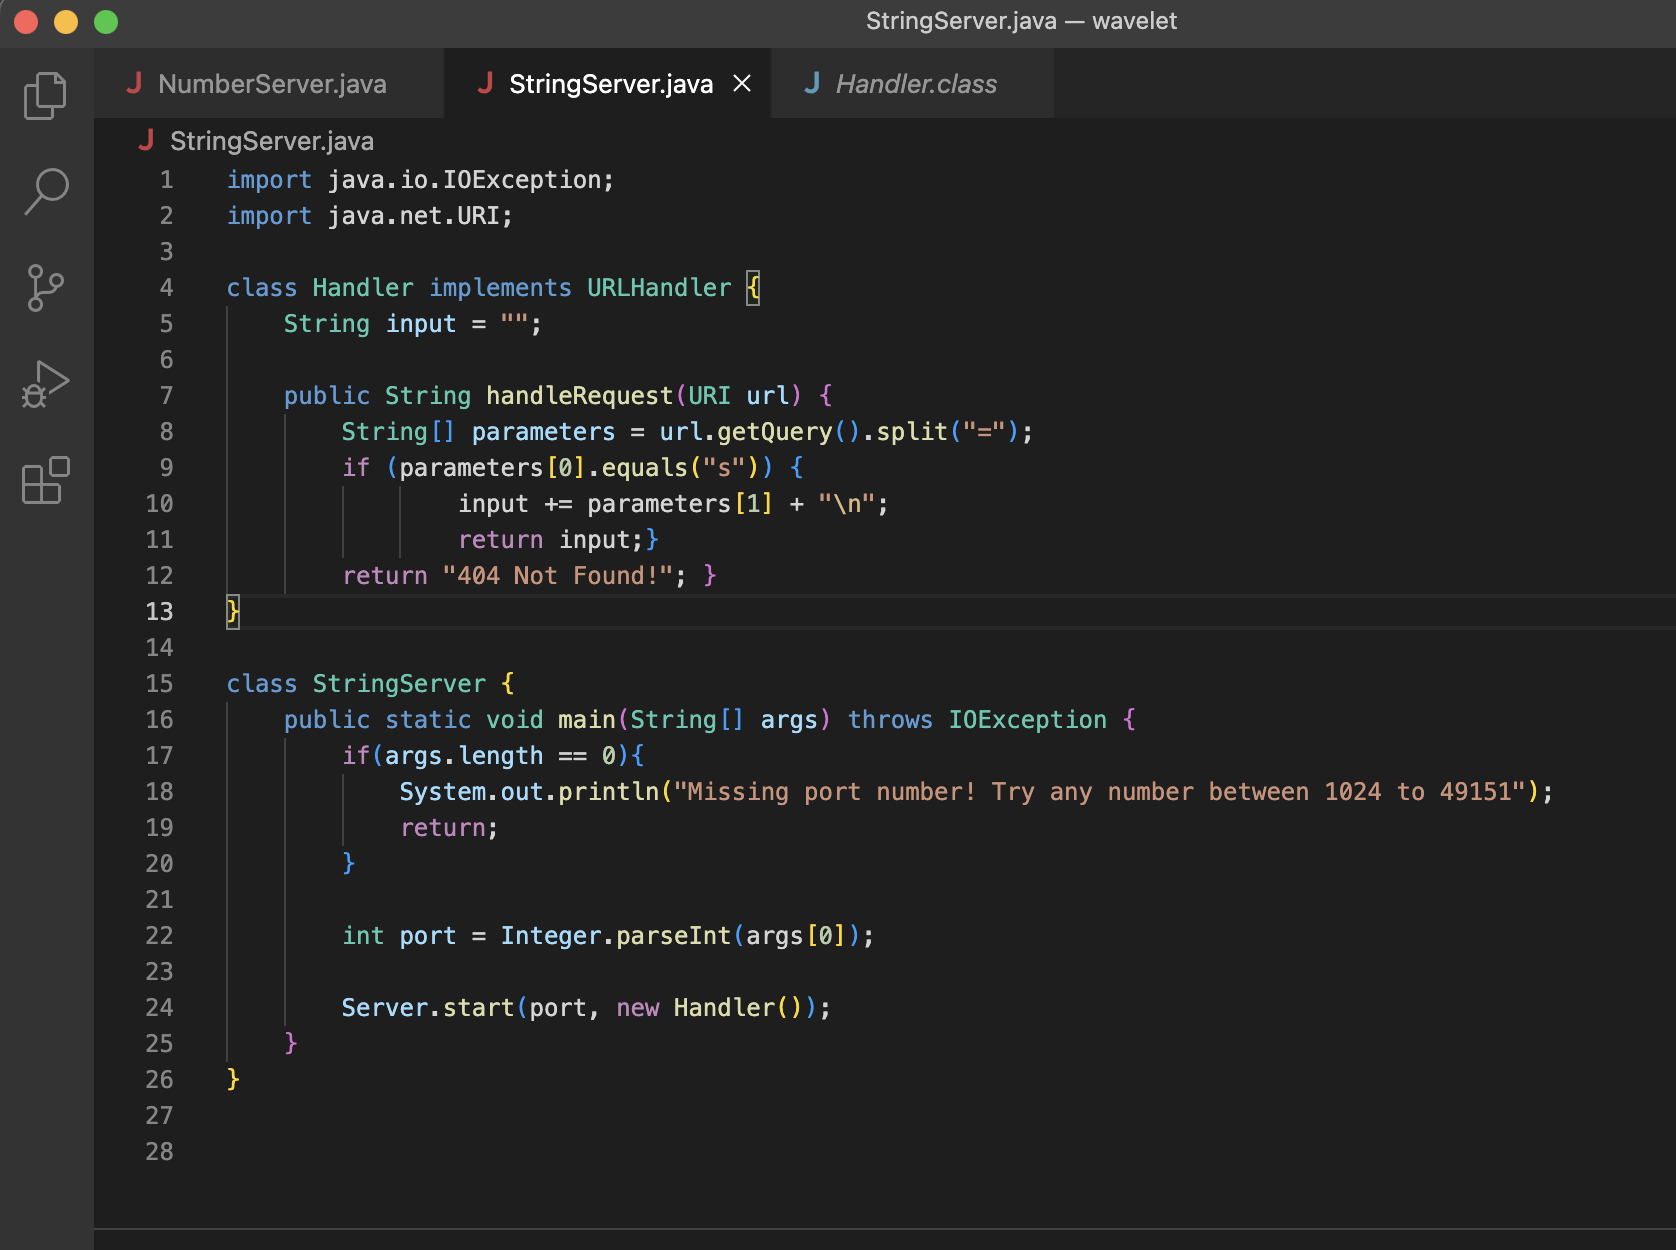 StringServer.java — wavelet
NumberServer.java StringServer.java Handler.class
StringServer.java
1 import java.io.IOException;
2 import java.net.URI;
3
4 class Handler implements URLHandler {
5     String input = "";
6
7     public String handleRequest(URI url) {
8         String[] parameters = url.getQuery().split("=");
9         if (parameters[0].equals("s")) {
10                 input += parameters[1] + "\n";
11                 return input;}
12         return "404 Not Found!"; }
13 }
14
15 class StringServer {
16     public static void main(String[] args) throws IOException {
17         if(args.length == 0){
18             System.out.println("Missing port number! Try any number between 1024 to 49151");
19             return;
20         }
21
22         int port = Integer.parseInt(args[0]);
23
24         Server.start(port, new Handler());
25     }
26 }
27
28